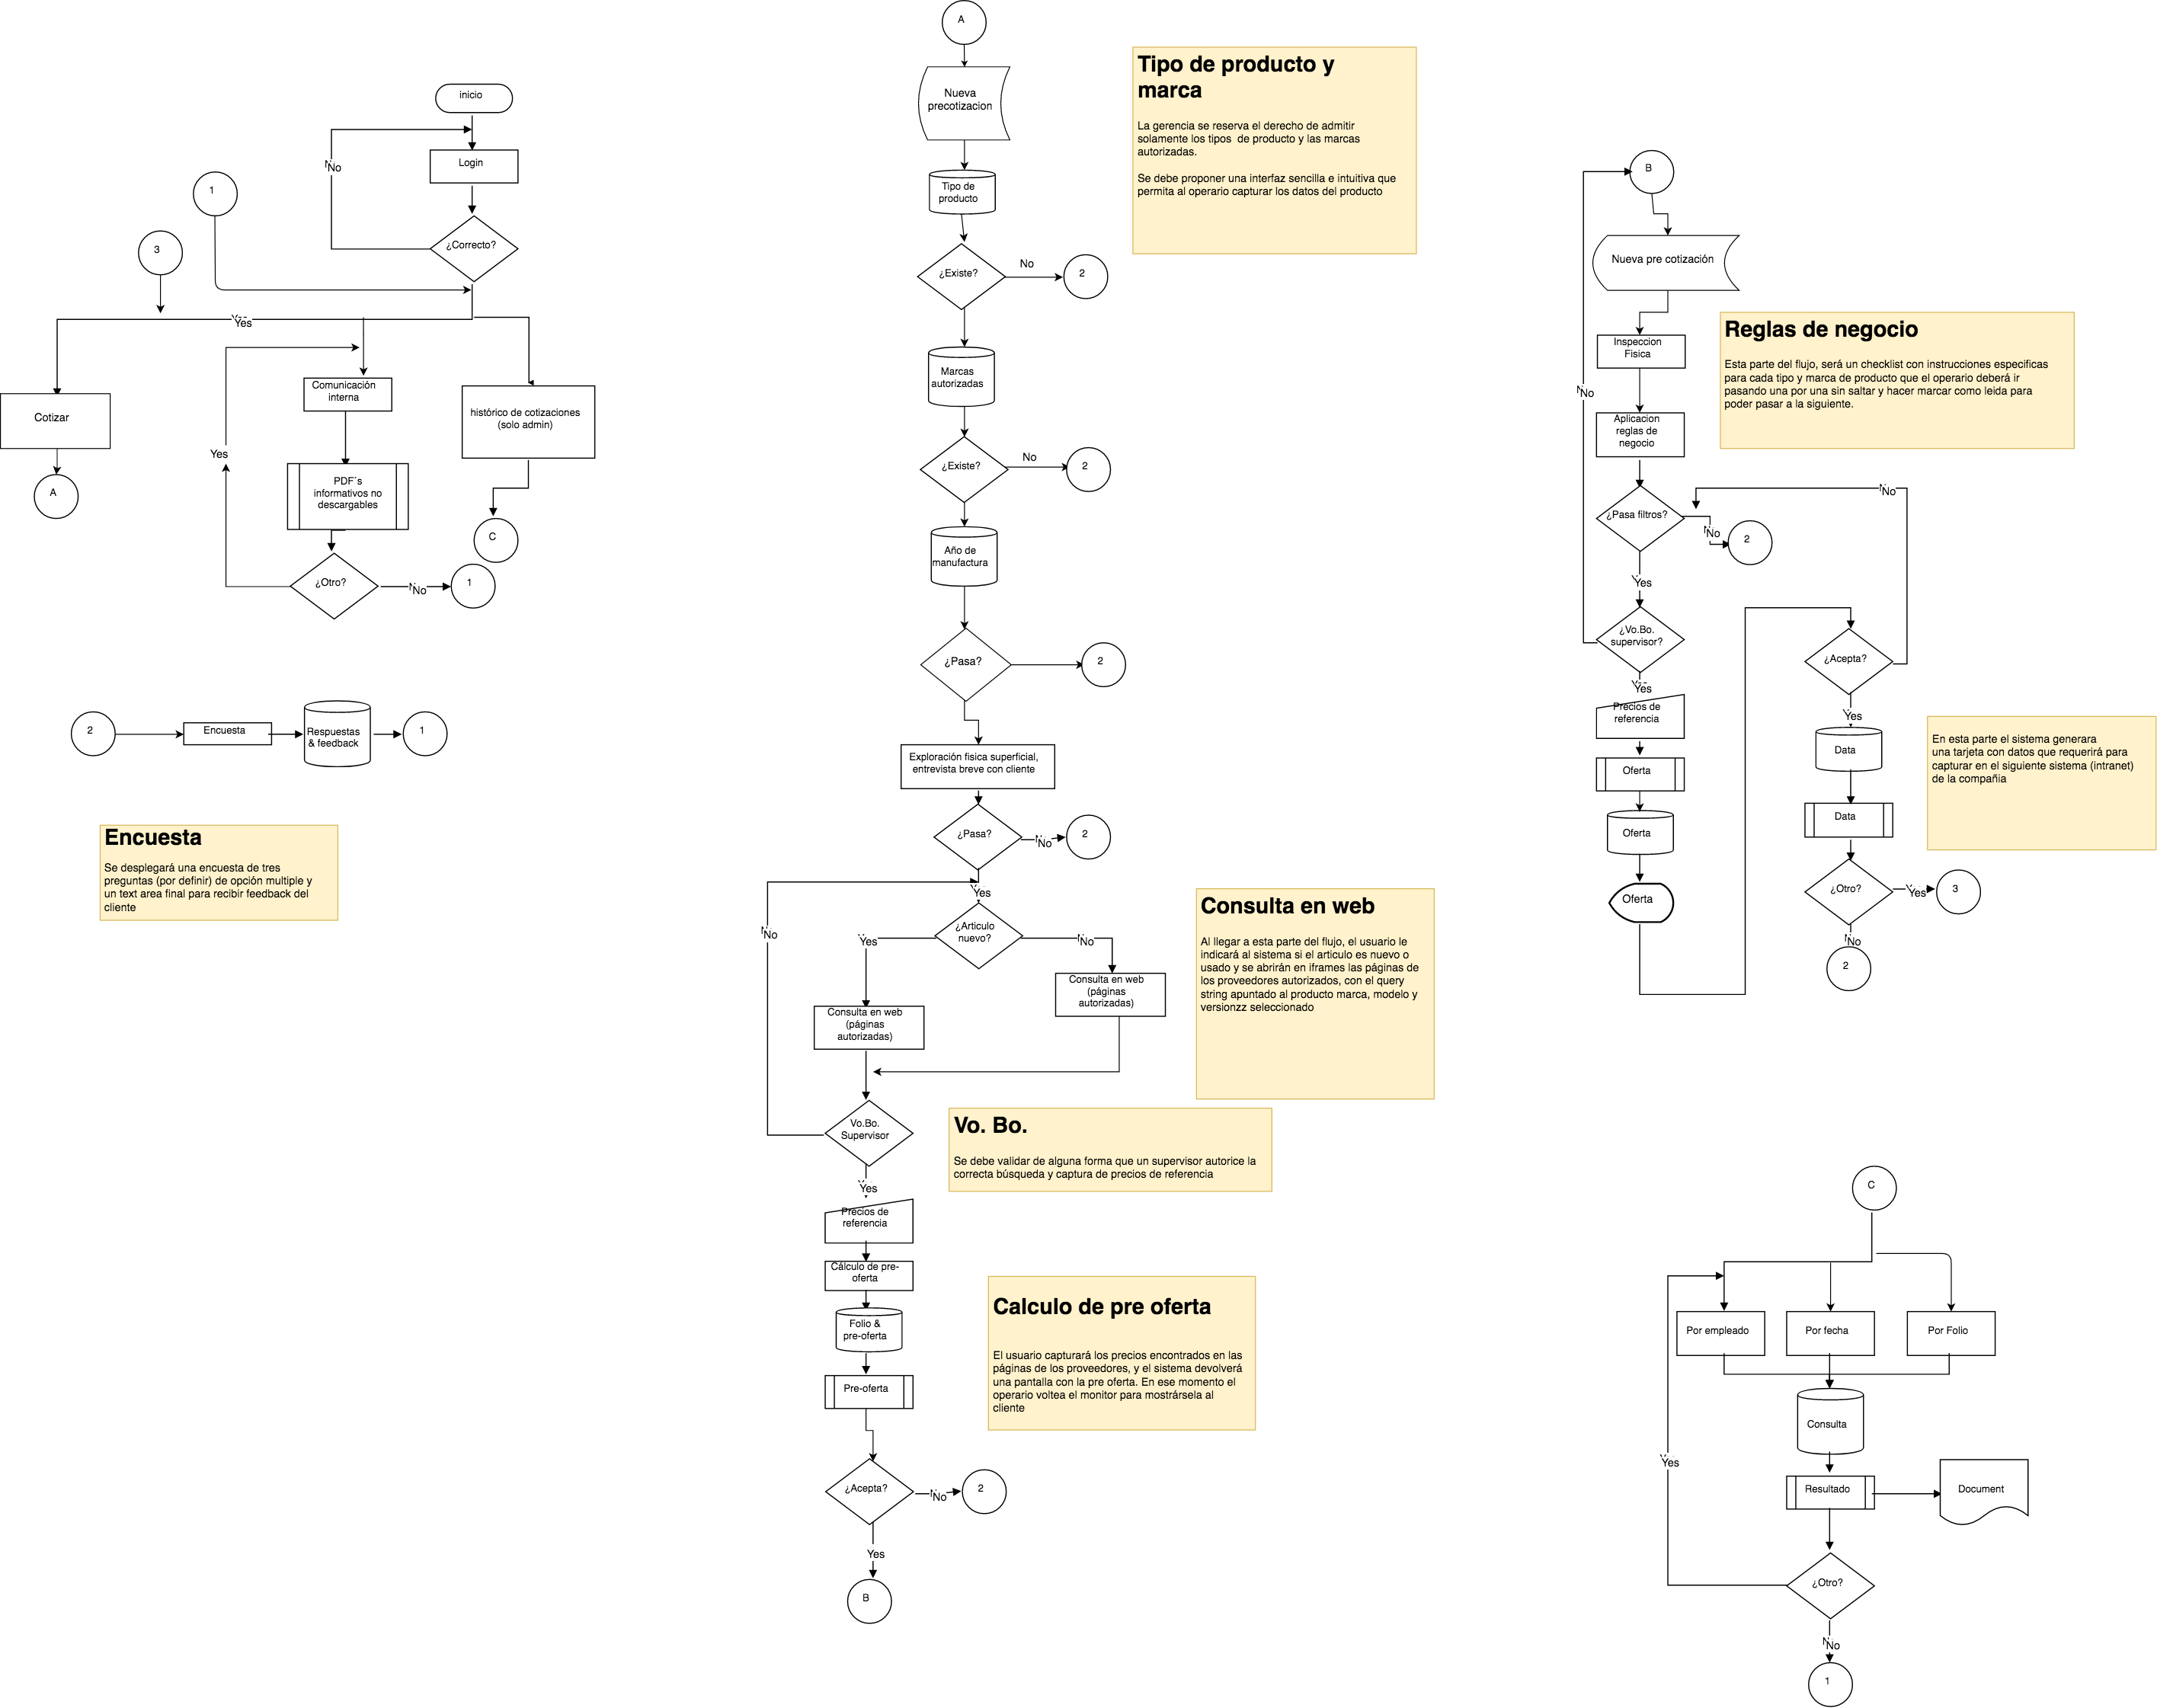 inicio
Login
No
¿Correcto?
1
3
Yes
Cotizar
A
Comunicación
interna
histórico de cotizaciones
(solo admin)
Yes
PDF´s
informativos no
descargables
C
¿Otro?
No
1
2
Encuesta
Respuestas
& feedback
1
Encuesta
Se desplegará una encuesta de tres
preguntas (por definir) de opción multiple y
un text area final para recibir feedback del
cliente
A
Nueva
precotizacion
Tipo de
producto
¿Existe?
No
2
Marcas
autorizadas
¿Existe?
No
2
Año de
manufactura
¿Pasa?
2
Exploración fisica superficial,
entrevista breve con cliente
¿Pasa?
No
2
Yes
¿Articulo
nuevo?
Yes
No
No
Consulta en web
(páginas
autorizadas)
Consulta en web
(páginas
autorizadas)
Vo.Bo.
Supervisor
Yes
Precios de
referencia
Cálculo de pre-
oferta
Folio &
pre-oferta
Pre-oferta
¿Acepta?
No
2
Yes
B
Tipo de producto y
marca
La gerencia se reserva el derecho de admitir
solamente los tipos  de producto y las marcas
autorizadas.
Se debe proponer una interfaz sencilla e intuitiva que
permita al operario capturar los datos del producto
Consulta en web
Al llegar a esta parte del flujo, el usuario le
indicará al sistema si el articulo es nuevo o
usado y se abrirán en iframes las páginas de
los proveedores autorizados, con el query
string apuntado al producto marca, modelo y
versionzz seleccionado
Vo. Bo.
Se debe validar de alguna forma que un supervisor autorice la
correcta búsqueda y captura de precios de referencia
Calculo de pre oferta
El usuario capturará los precios encontrados en las
páginas de los proveedores, y el sistema devolverá
una pantalla con la pre oferta. En ese momento el
operario voltea el monitor para mostrársela al
cliente
B
Nueva pre cotización
Inspeccion
Fisica
No
Aplicacion
reglas de
negocio
¿Pasa filtros?
No
2
No
Yes
¿Vo.Bo.
supervisor?
Yes
Precios de
referencia
Oferta
Oferta
Oferta
¿Acepta?
Yes
Data
Data
¿Otro?
Yes
3
No
2
Reglas de negocio
Esta parte del flujo, será un checklist con instrucciones especificas
para cada tipo y marca de producto que el operario deberá ir
pasando una por una sin saltar y hacer marcar como leida para
poder pasar a la siguiente.
En esta parte el sistema generara
una tarjeta con datos que requerirá para
capturar en el siguiente sistema (intranet)
de la compañia
C
Por empleado
Por fecha
Por Folio
Consulta
Yes
Resultado
Document
¿Otro?
No
1